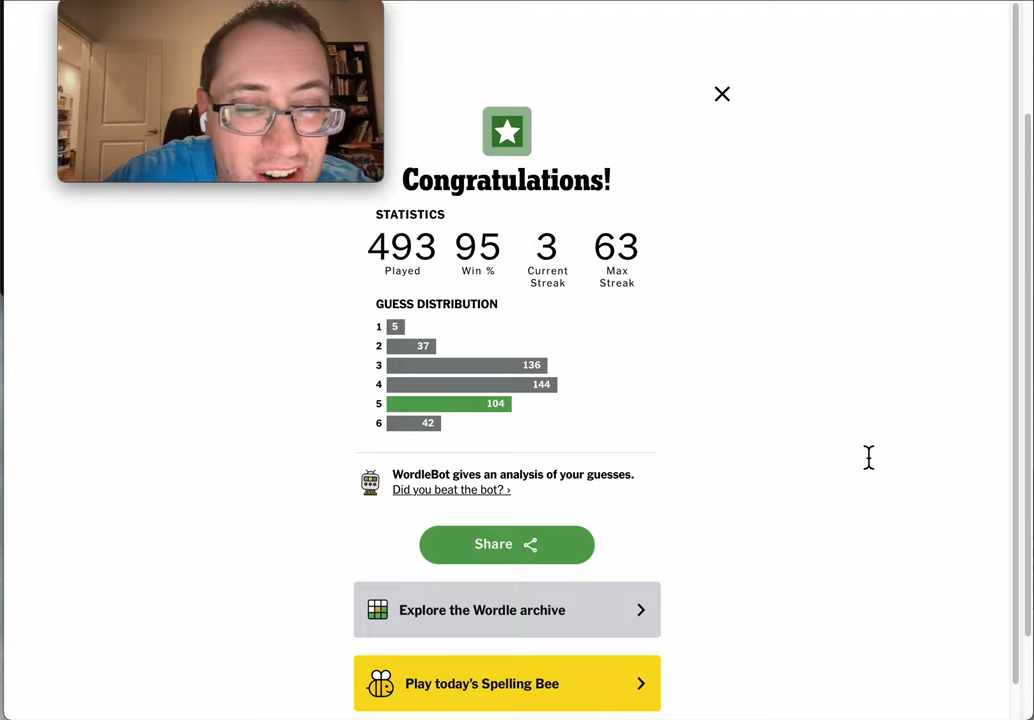 Congratulations!
STATISTICS
493 95 3 63
Played Win % Current Streak Max Streak
GUESS DISTRIBUTION
1 5
2 37
3 136
4 144
5 104
6 42
WordleBot gives an analysis of your guesses.
Did you beat the bot? ›
Share
Explore the Wordle archive
Play today's Spelling Bee